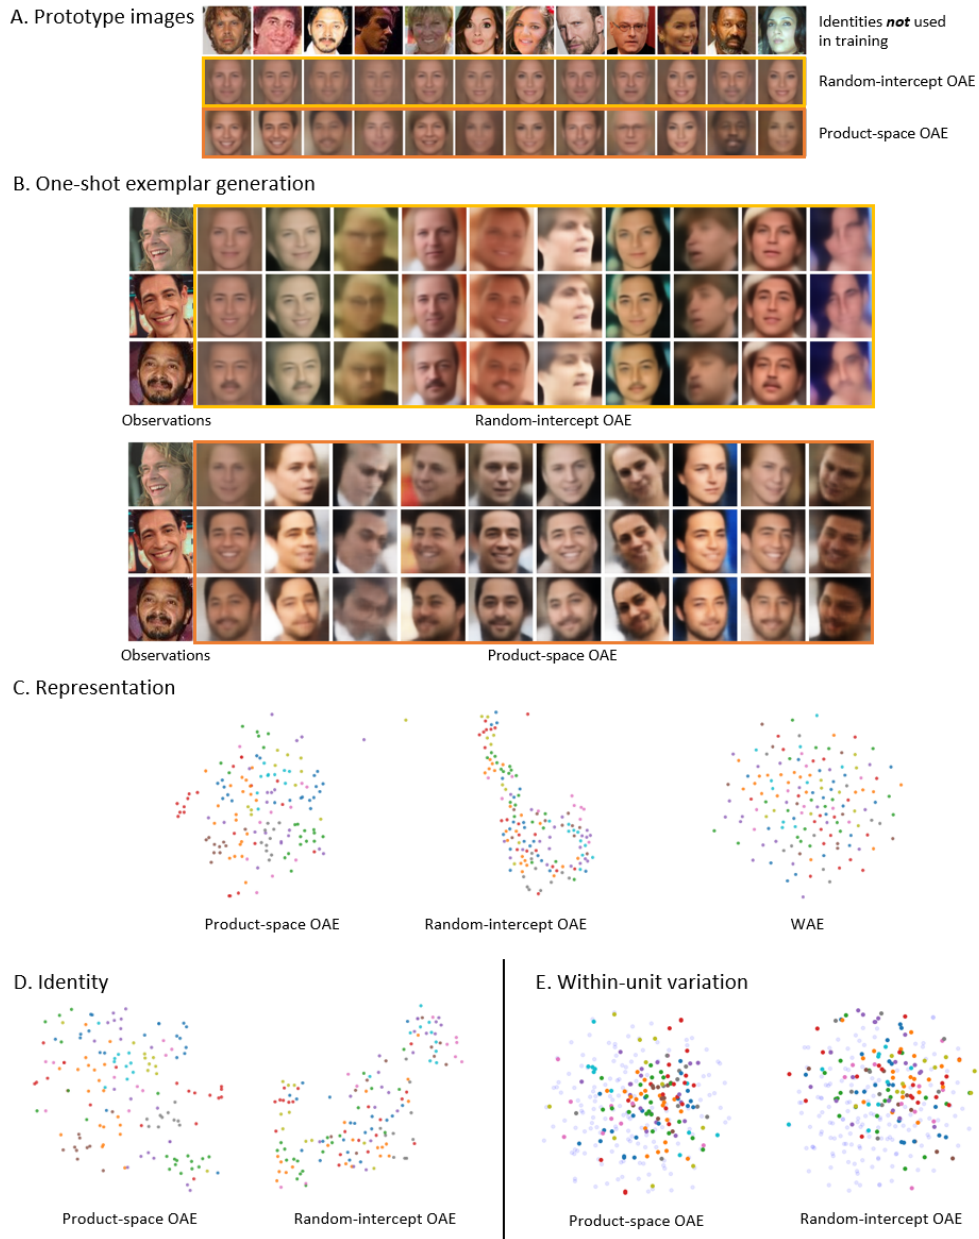 A. Prototype images
Identities not used
in training
Random-intercept OAE
Product-space OAE
B. One-shot exemplar generation
Observations
Random-intercept OAE
Observations
Product-space OAE
C. Representation
Product-space OAE
Random-intercept OAE
WAE
D. Identity
E. Within-unit variation
Product-space OAE
Random-intercept OAE
Product-space OAE
Random-intercept OAE